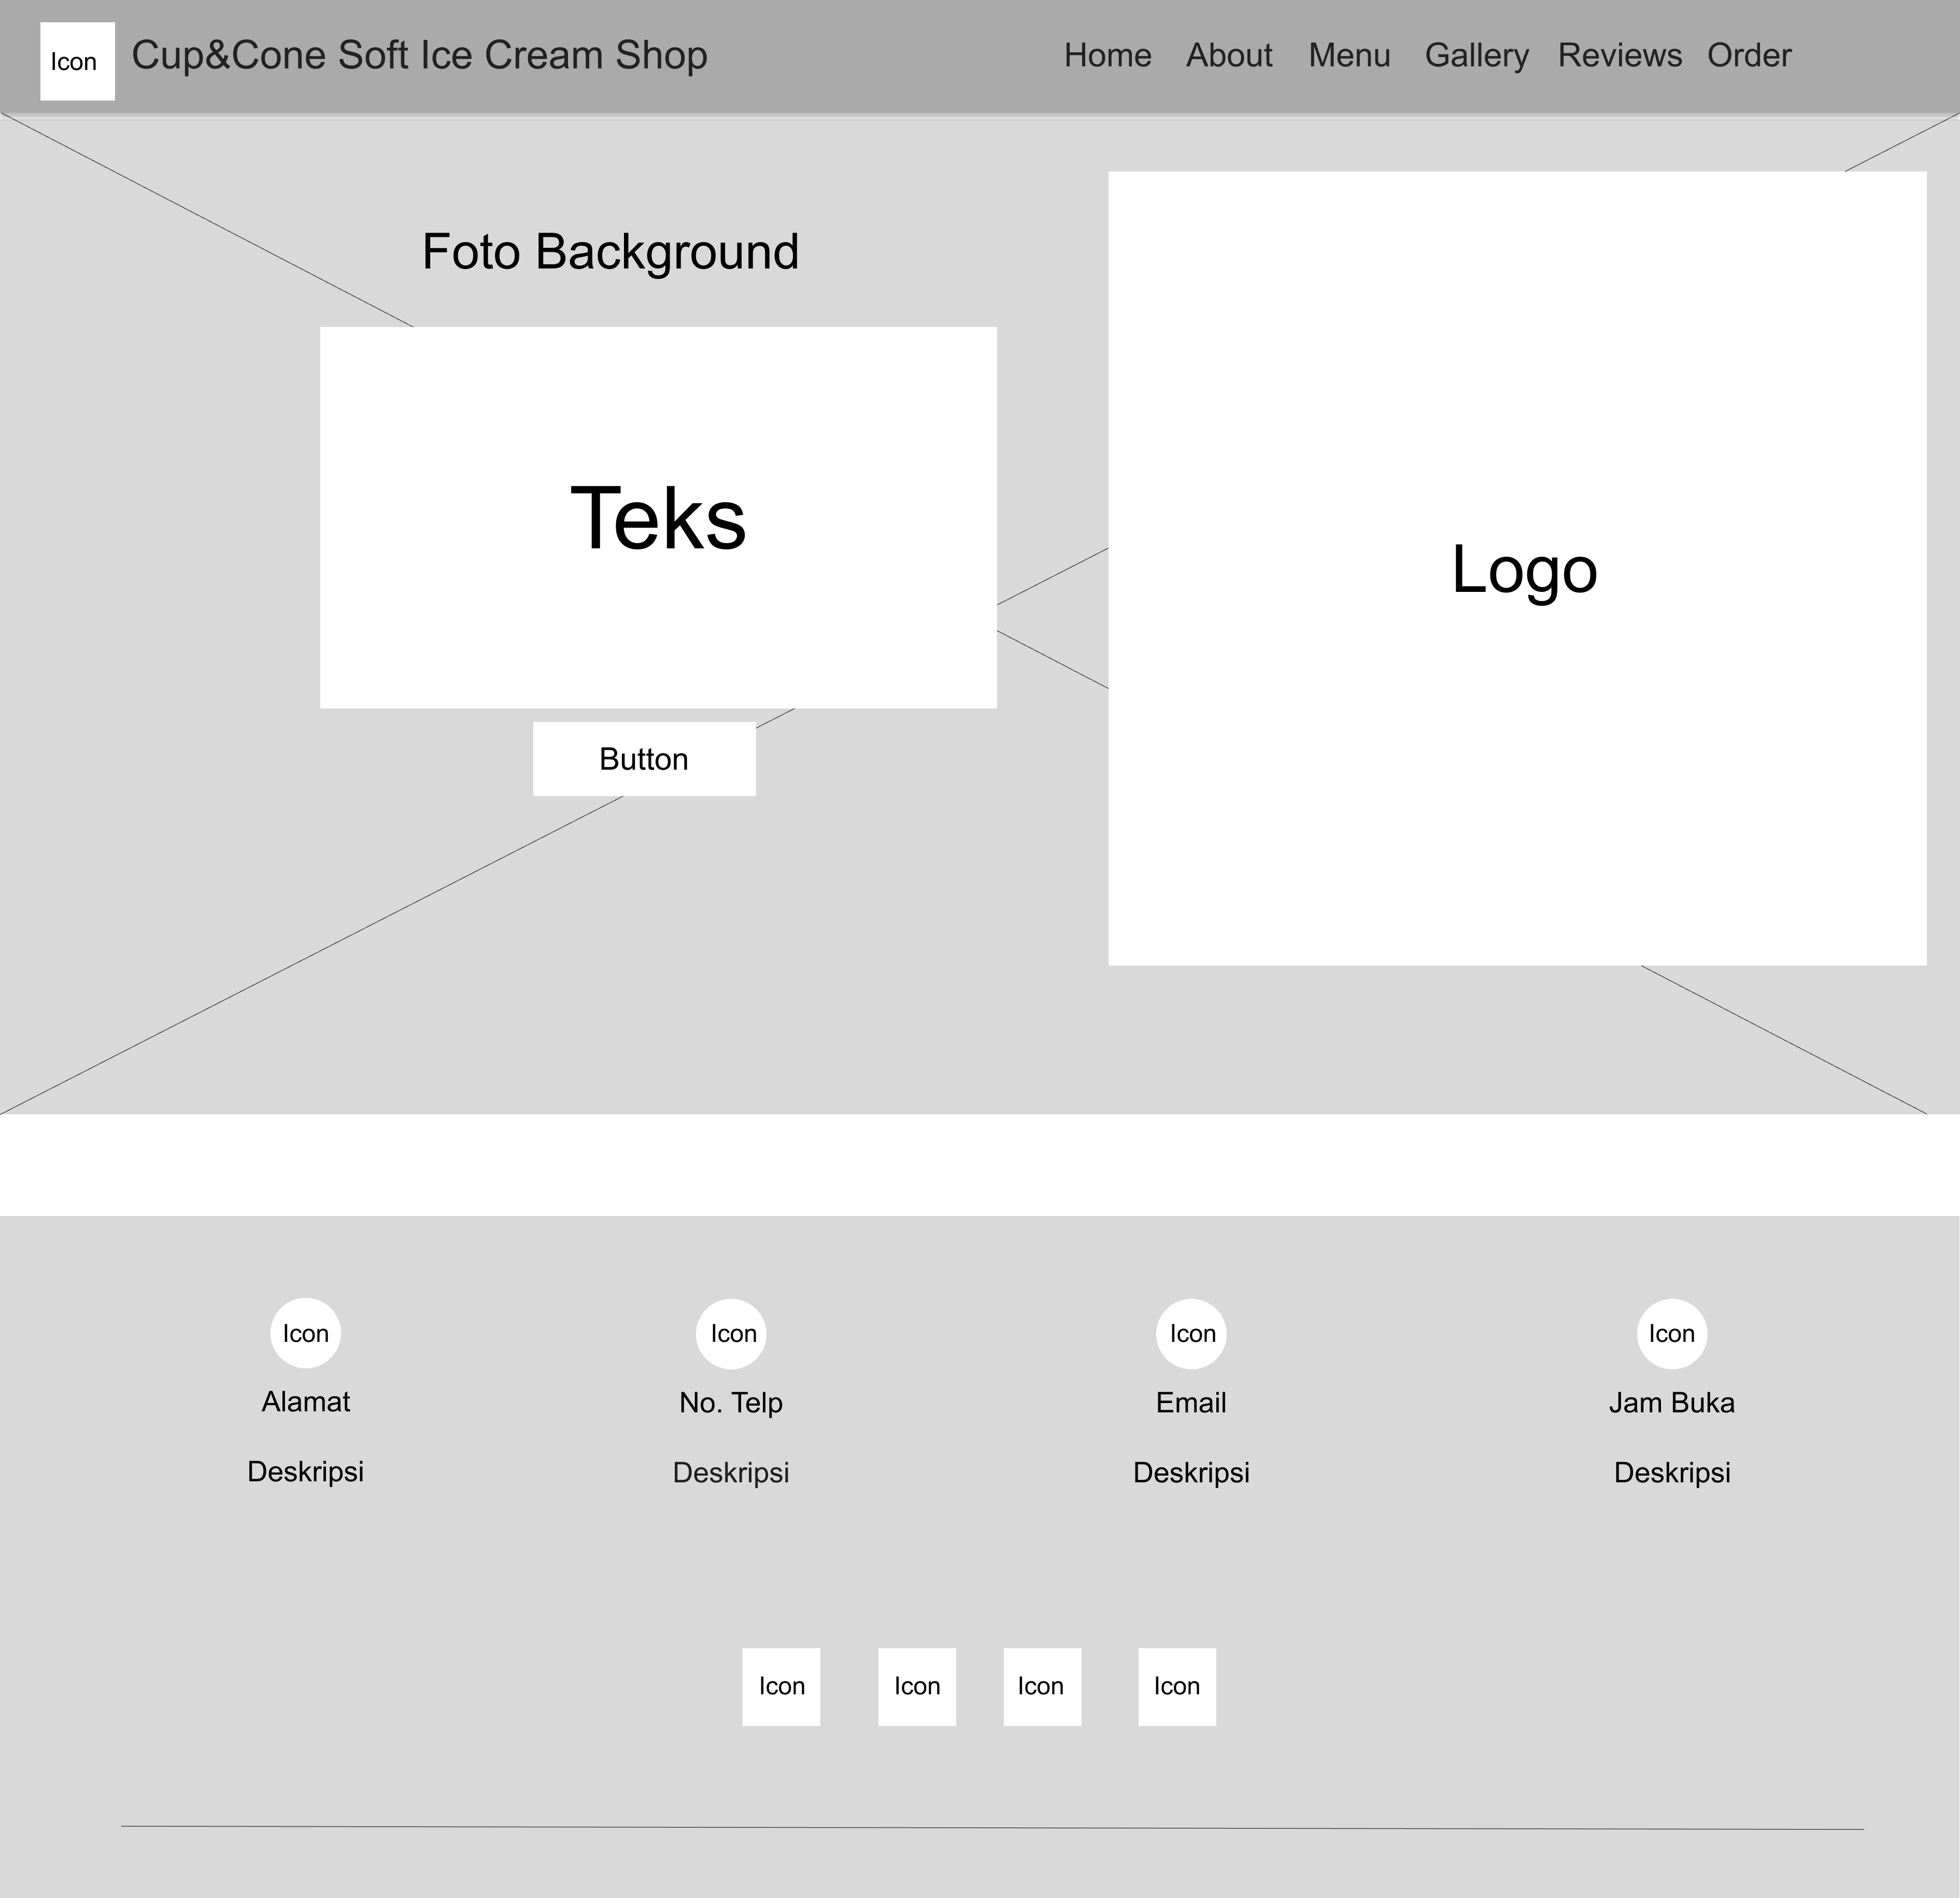 Icon
Cup&Cone Soft Ice Cream Shop
Home About Menu Gallery Reviews Order
Foto Background
Teks
Logo
Button
Icon
Alamat
Deskripsi
Icon
No. Telp
Deskripsi
Icon
Email
Deskripsi
Icon
Jam Buka
Deskripsi
Icon
Icon
Icon
Icon